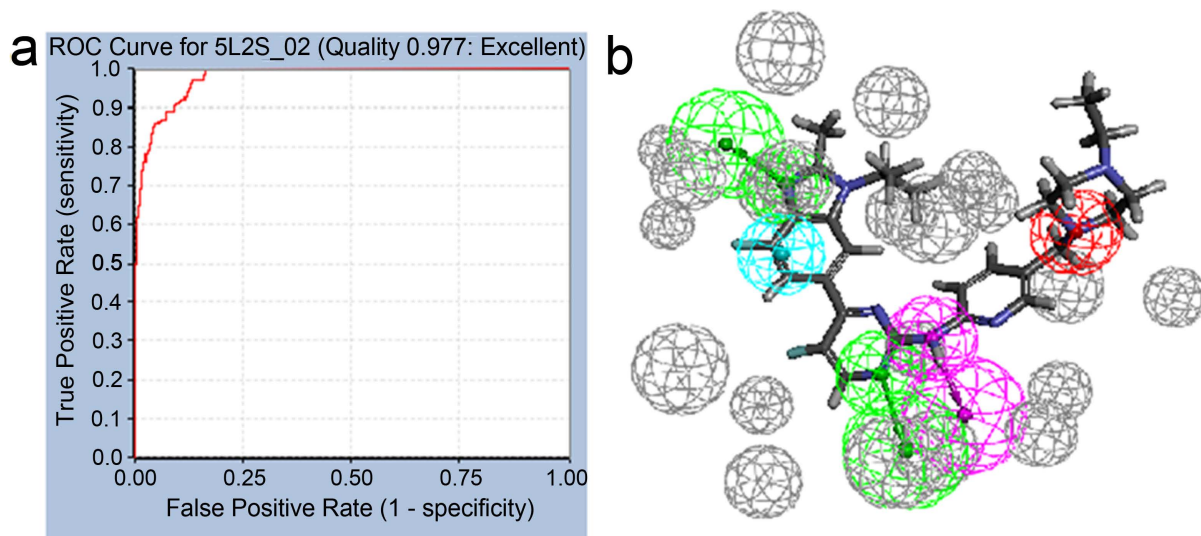 a
ROC Curve for 5L2S_02 (Quality 0.977: Excellent)
True Positive Rate (sensitivity)
1.0
0.9
0.8
0.7
0.6
0.5
0.4
0.3
0.2
0.1
0.0
0.00 0.25 0.50 0.75 1.00
False Positive Rate (1 - specificity)
b